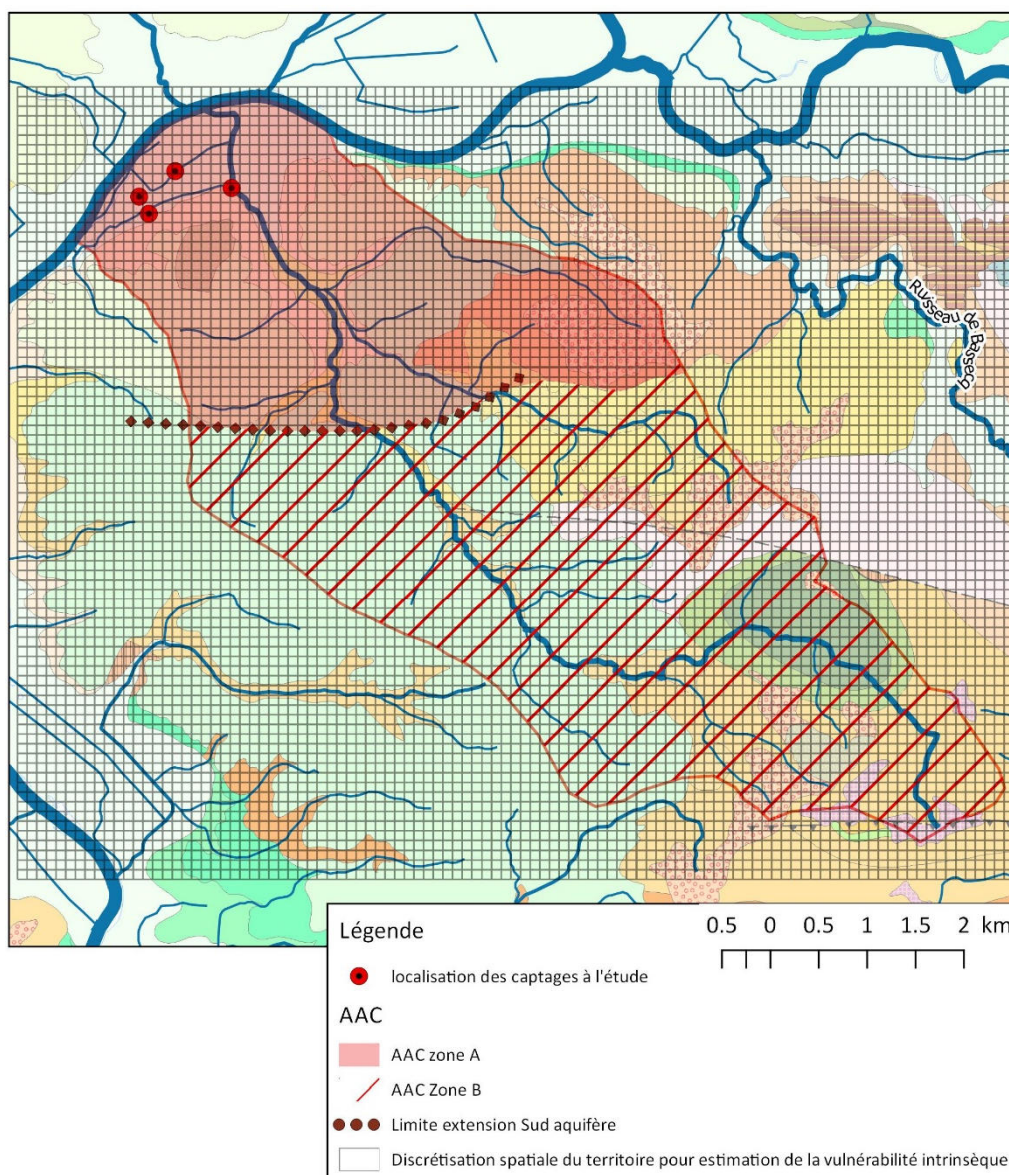 Ruisseau de Bassecq
0.5 0 0.5 1 1.5 2 km
Légende
localisation des captages à l'étude
AAC
AAC zone A
AAC Zone B
Limite extension Sud aquifère
Discrétisation spatiale du territoire pour estimation de la vulnérabilité intrinsèque